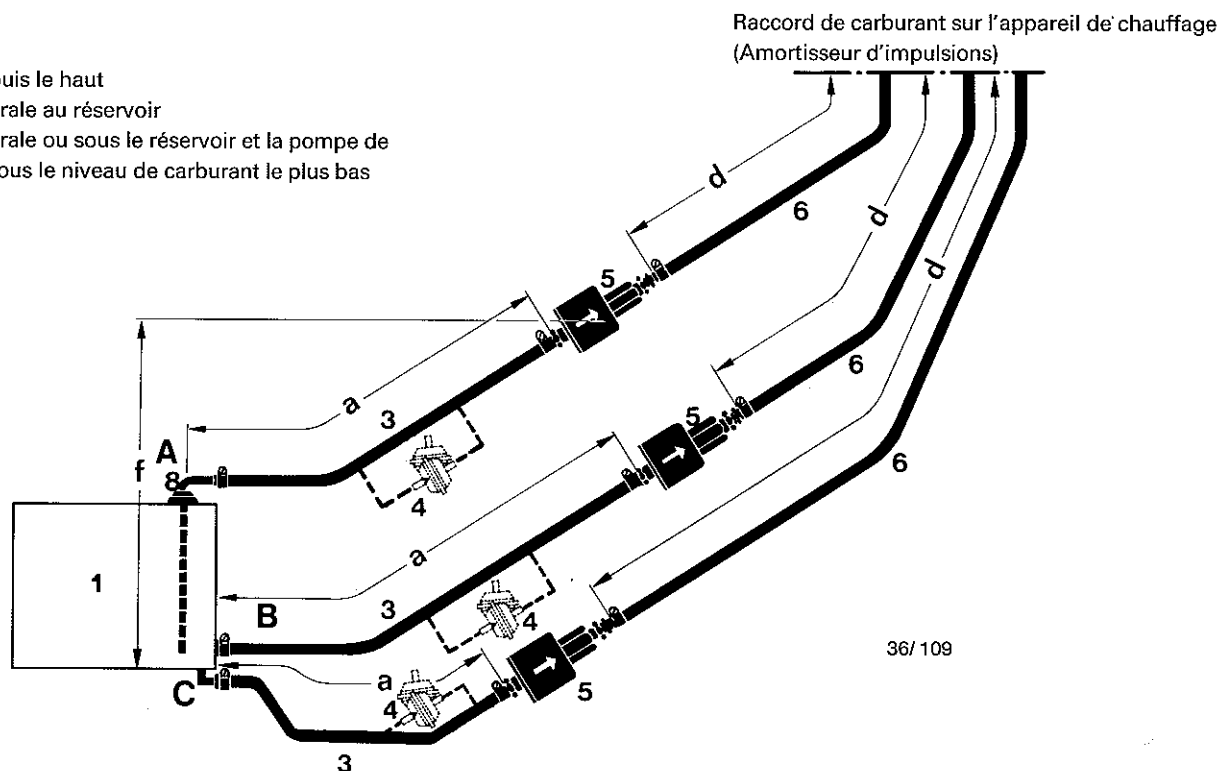 Raccord de carburant sur l'appareil de chauffage
(Amortisseur d'impulsions)
uis le haut
rale au réservoir
rale ou sous le réservoir et la pompe de
ous le niveau de carburant le plus bas
d
6
d
d
5
a
3
A
f
8
4
6
5
a
6
1
B
3
4
36/ 109
a
C
4
5
3